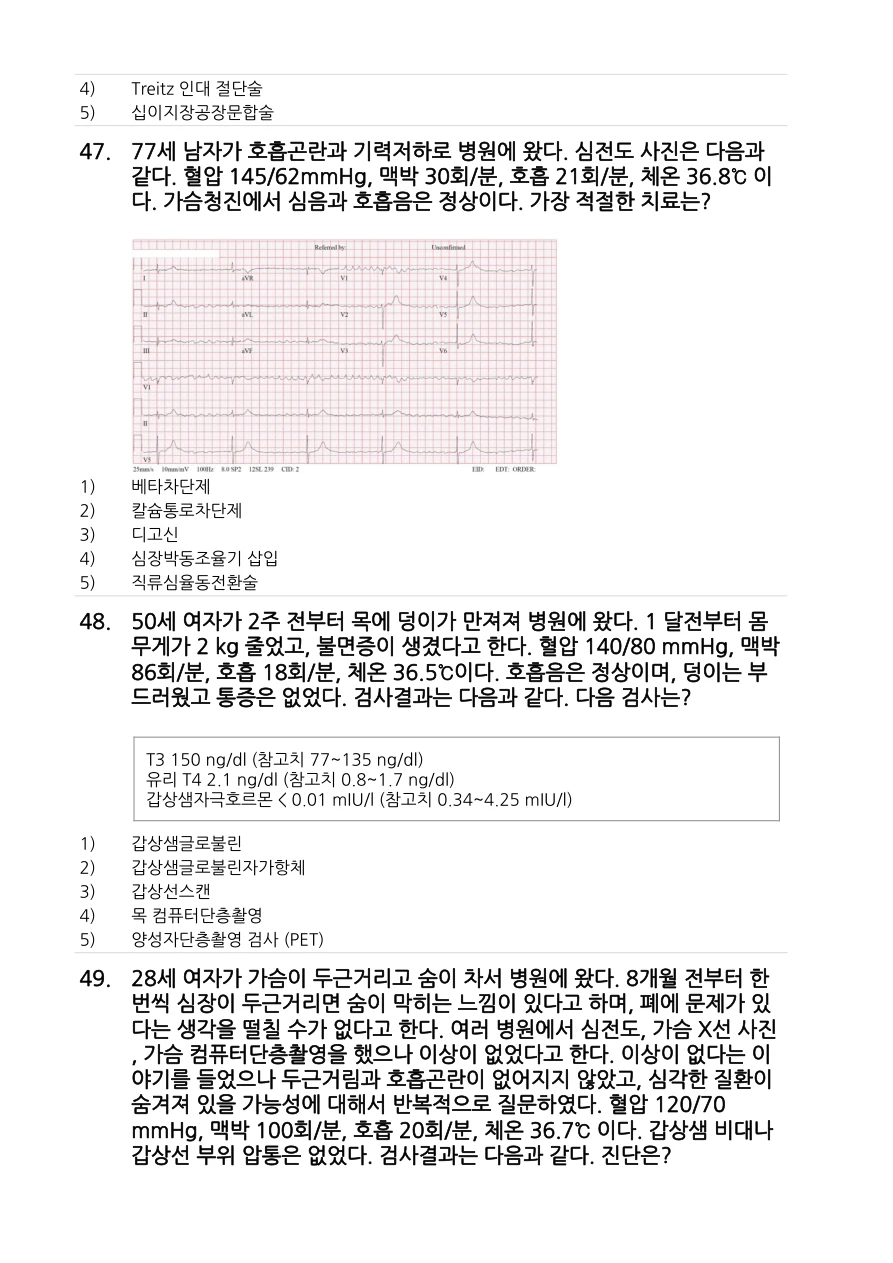 4) Treitz 인대 절단술
5) 십이지장공장문합술
47. 77세 남자가 호흡곤란과 기력저하로 병원에 왔다. 심전도 사진은 다음과
같다. 혈압 145/62mmHg, 맥박 30회/분, 호흡 21회/분, 체온 36.8℃ 이
다. 가슴청진에서 심음과 호흡음은 정상이다. 가장 적절한 치료는?
Referred by: Unconfirmed
I aVR V1 V4
II aVL V2 V5
III aVF V3 V6
V1
II
V5
25mm/s 10mm/mV 100Hz 8.0 SP2 12SL 239 CID: 2 EID: EDT: ORDER:
1) 베타차단제
2) 칼슘통로차단제
3) 디고신
4) 심장박동조율기 삽입
5) 직류심율동전환술
48. 50세 여자가 2주 전부터 목에 덩이가 만져져 병원에 왔다. 1 달전부터 몸
무게가 2 kg 줄었고, 불면증이 생겼다고 한다. 혈압 140/80 mmHg, 맥박
86회/분, 호흡 18회/분, 체온 36.5℃이다. 호흡음은 정상이며, 덩이는 부
드러웠고 통증은 없었다. 검사결과는 다음과 같다. 다음 검사는?
T3 150 ng/dl (참고치 77~135 ng/dl)
유리 T4 2.1 ng/dl (참고치 0.8~1.7 ng/dl)
갑상샘자극호르몬 < 0.01 mIU/l (참고치 0.34~4.25 mIU/l)
1) 갑상샘글로불린
2) 갑상샘글로불린자가항체
3) 갑상선스캔
4) 목 컴퓨터단층촬영
5) 양성자단층촬영 검사 (PET)
49. 28세 여자가 가슴이 두근거리고 숨이 차서 병원에 왔다. 8개월 전부터 한
번씩 심장이 두근거리면 숨이 막히는 느낌이 있다고 하며, 폐에 문제가 있
다는 생각을 떨칠 수가 없다고 한다. 여러 병원에서 심전도, 가슴 X선 사진
, 가슴 컴퓨터단층촬영을 했으나 이상이 없었다고 한다. 이상이 없다는 이
야기를 들었으나 두근거림과 호흡곤란이 없어지지 않았고, 심각한 질환이
숨겨져 있을 가능성에 대해서 반복적으로 질문하였다. 혈압 120/70
mmHg, 맥박 100회/분, 호흡 20회/분, 체온 36.7℃ 이다. 갑상샘 비대나
갑상선 부위 압통은 없었다. 검사결과는 다음과 같다. 진단은?